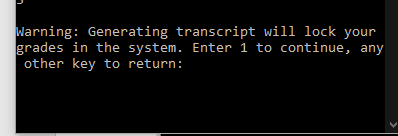 Warning: Generating transcript will lock your
grades in the system. Enter 1 to continue, any
other key to return: